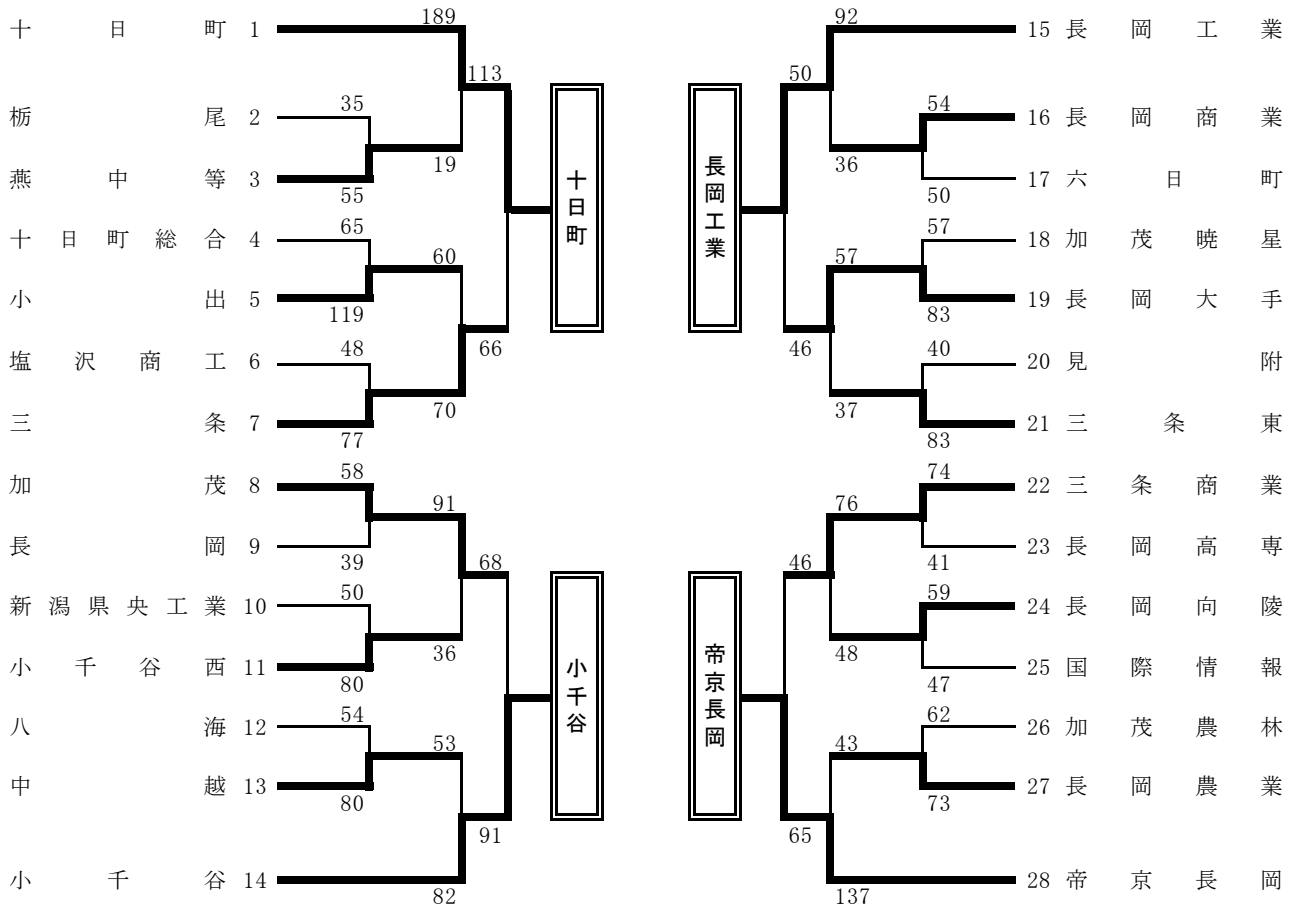 189 92
十日町 1 15 長岡工業
113 50
35 54
栃尾 2 16 長岡商業
19 36
燕中等 3 17 六日町
55 50
65 57
十日町総合 4 18 加茂暁星
十日町 長岡工業
60 57
小出 5 19 長岡大手
119 83
48 66 46 40
塩沢商工 6 20 見附
70 37
三条 7 21 三条東
77 83
58 74
加茂 8 22 三条商業
91 76
長岡 9 23 長岡高専
39 68 46 41
50 59
新潟県央工業 10 24 長岡向陵
36 48
小千谷西 11 25 国際情報
80 47
小千谷 帝京長岡
54 62
八海 12 26 加茂農林
53 43
中越 13 27 長岡農業
80 73
91 65
小千谷 14 28 帝京長岡
82 137